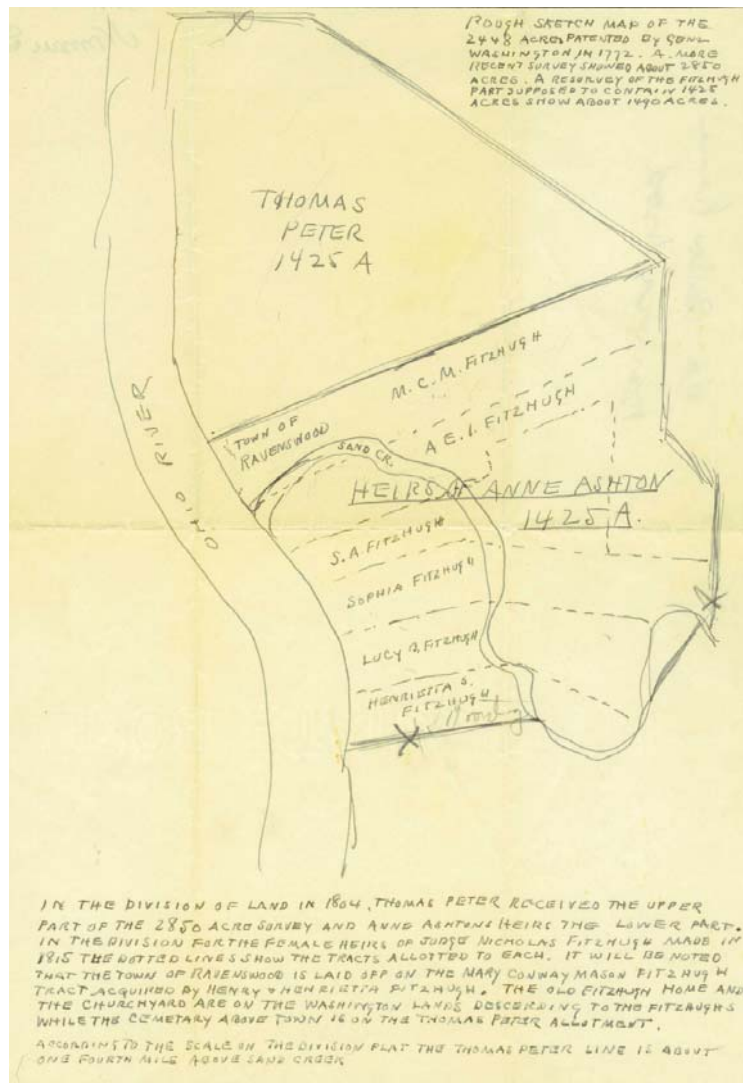 ROUGH SKETCH MAP OF THE
2448 ACRES PATENTED BY GENL
WASHINGTON IN 1772. A MORE
RECENT SURVEY SHOWED ABOUT 2850
ACRES. A RESURVEY OF THE FITZHUGH
PART SUPPOSED TO CONTAIN 1425
ACRES SHOW ABOUT 1490 ACRES.
THOMAS
PETER
1425 A
OHIO RIVER
M. C. M. FITZHUGH
TOWN OF
RAVENSWOOD
A E. I. FITZHUGH
SAND CR.
HEIRS OF ANNE ASHTON
1425 A.
S. A. FITZHUGH
SOPHIA FITZHUGH
LUCY B. FITZHUGH
HENRIETTA S.
FITZHUGH
IN THE DIVISION OF LAND IN 1804, THOMAS PETER RECEIVED THE UPPER
PART OF THE 2850 ACRE SURVEY AND ANNE ASHTONS HEIRS THE LOWER PART.
IN THE DIVISION FOR THE FEMALE HEIRS OF JUDGE NICHOLAS FITZHUGH MADE IN
1815 THE DOTTED LINES SHOW THE TRACTS ALLOTTED TO EACH. IT WILL BE NOTED
THAT THE TOWN OF RAVENSWOOD IS LAID OFF ON THE MARY CONWAY MASON FITZHUGH
TRACT ACQUIRED BY HENRY & HENRIETTA FITZHUGH. THE OLD FITZHUGH HOME AND
THE CHURCHYARD ARE ON THE WASHINGTON LANDS DESCENDING TO THE FITZHUGHS
WHILE THE CEMETARY ABOVE TOWN IS ON THE THOMAS PETER ALLOTMENT.
ACCORDING TO THE SCALE ON THE DIVISION PLAT THE THOMAS PETER LINE IS ABOUT
ONE FOURTH MILE ABOVE SAND CREEK